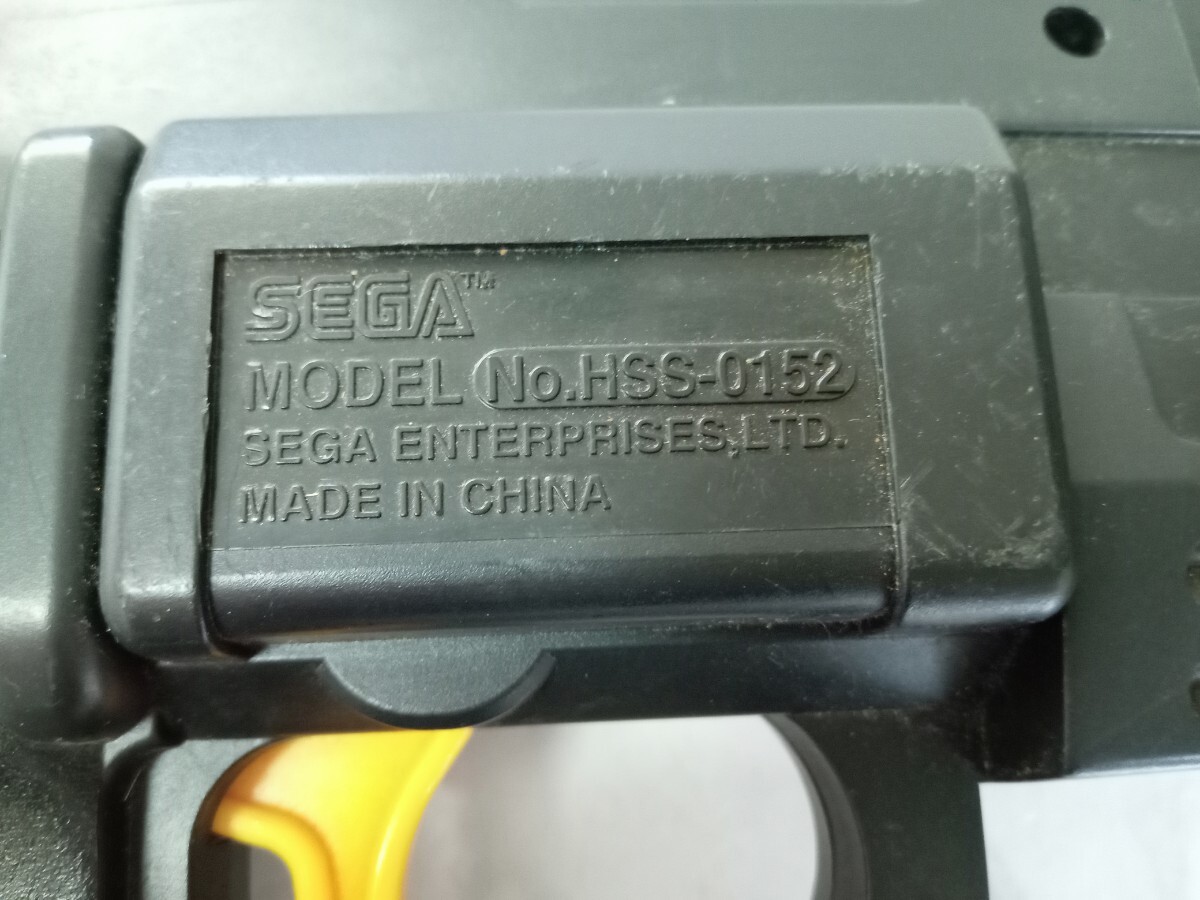 SEGA™
MODEL No.HSS-0152
SEGA ENTERPRISES,LTD.
MADE IN CHINA